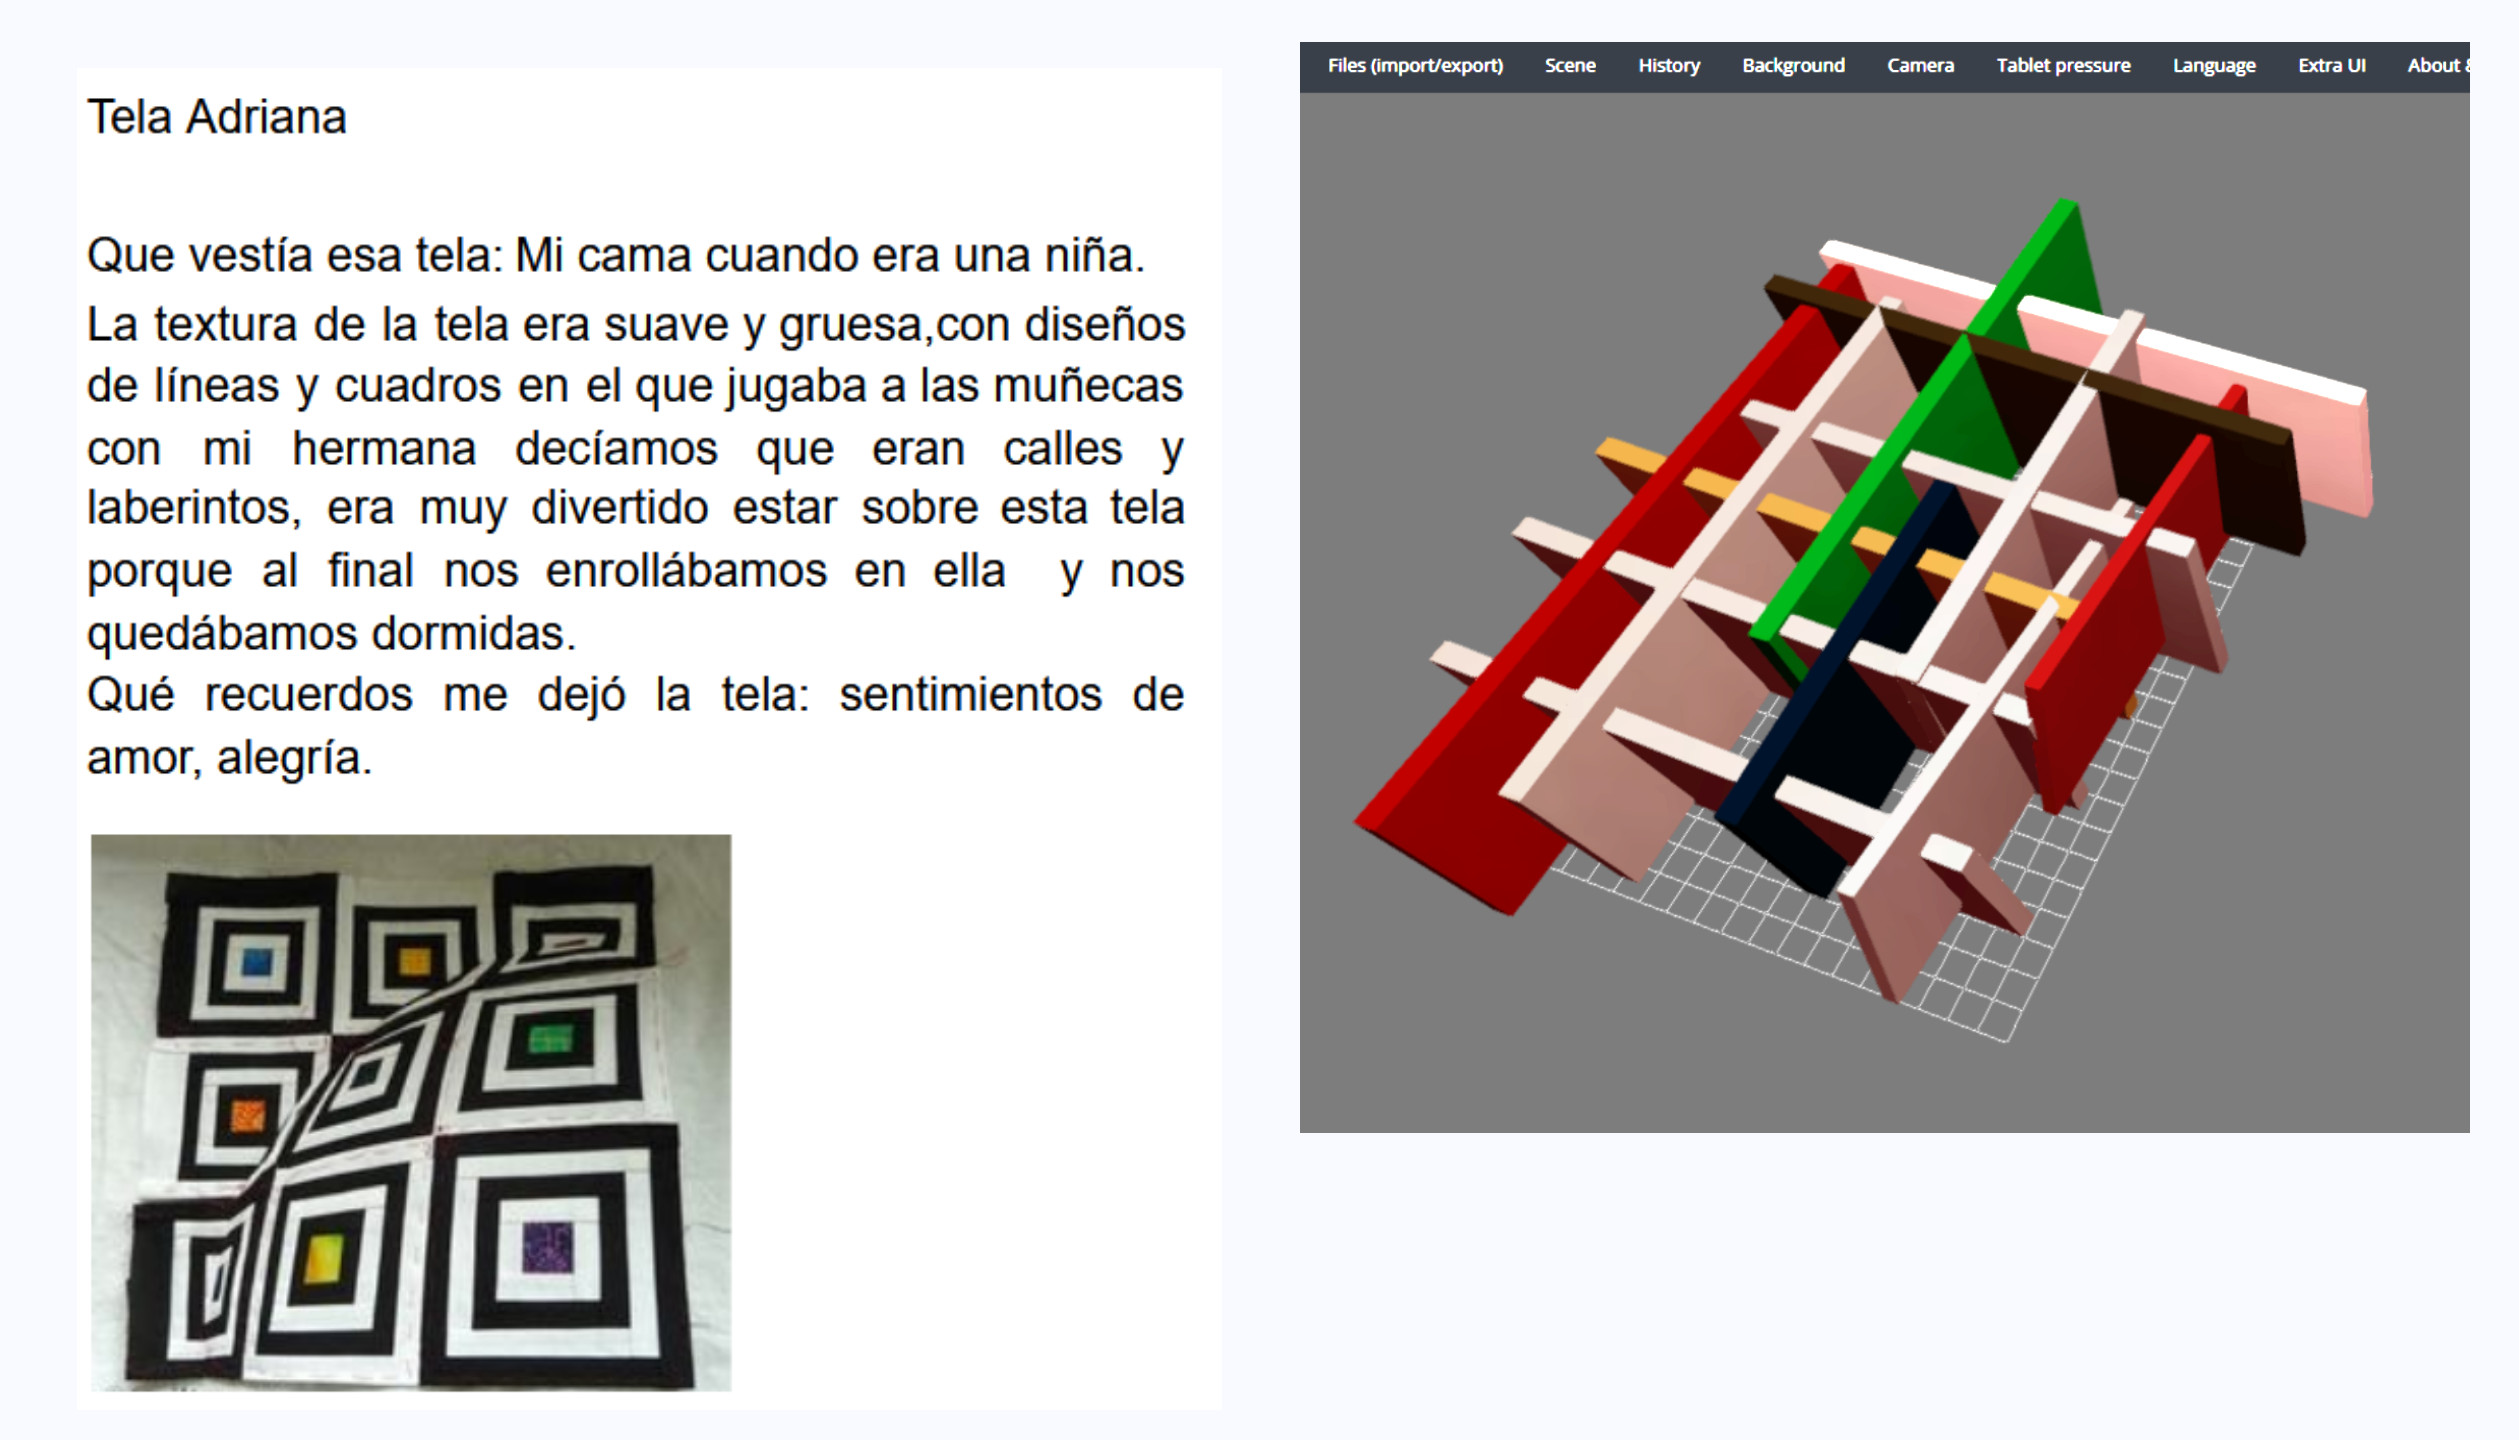 Tela Adriana
Que vestía esa tela: Mi cama cuando era una niña.
La textura de la tela era suave y gruesa,con diseños
de líneas y cuadros en el que jugaba a las muñecas
con mi hermana decíamos que eran calles y
laberintos, era muy divertido estar sobre esta tela
porque al final nos enrollábamos en ella y nos
quedábamos dormidas.
Qué recuerdos me dejó la tela: sentimientos de
amor, alegría.
Files (import/export) Scene History Background Camera Tablet pressure Language Extra UI About